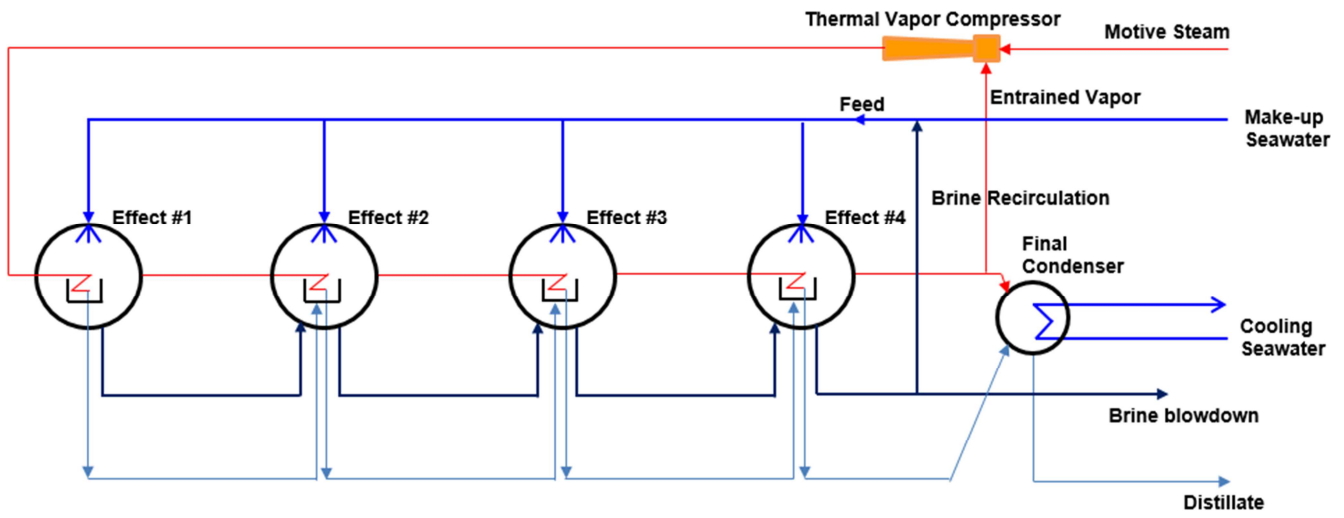 Thermal Vapor Compressor
Motive Steam
Entrained Vapor
Feed
Make-up
Seawater
Brine Recirculation
Effect #1
Effect #2
Effect #3
Effect #4
Final
Condenser
Cooling
Seawater
Brine blowdown
Distillate